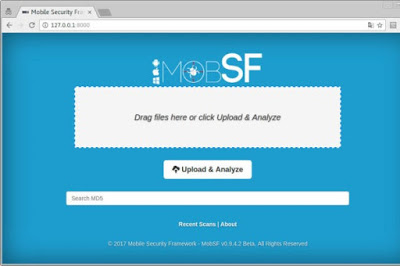 Mobile Security Fram
127.0.0.1:8000
MOBSF
Drag files here or click Upload & Analyze
Upload & Analyze
Search MD5
Recent Scans | About
© 2017 Mobile Security Framework - MobSF v0.9.4.2 Beta. All Rights Reserved